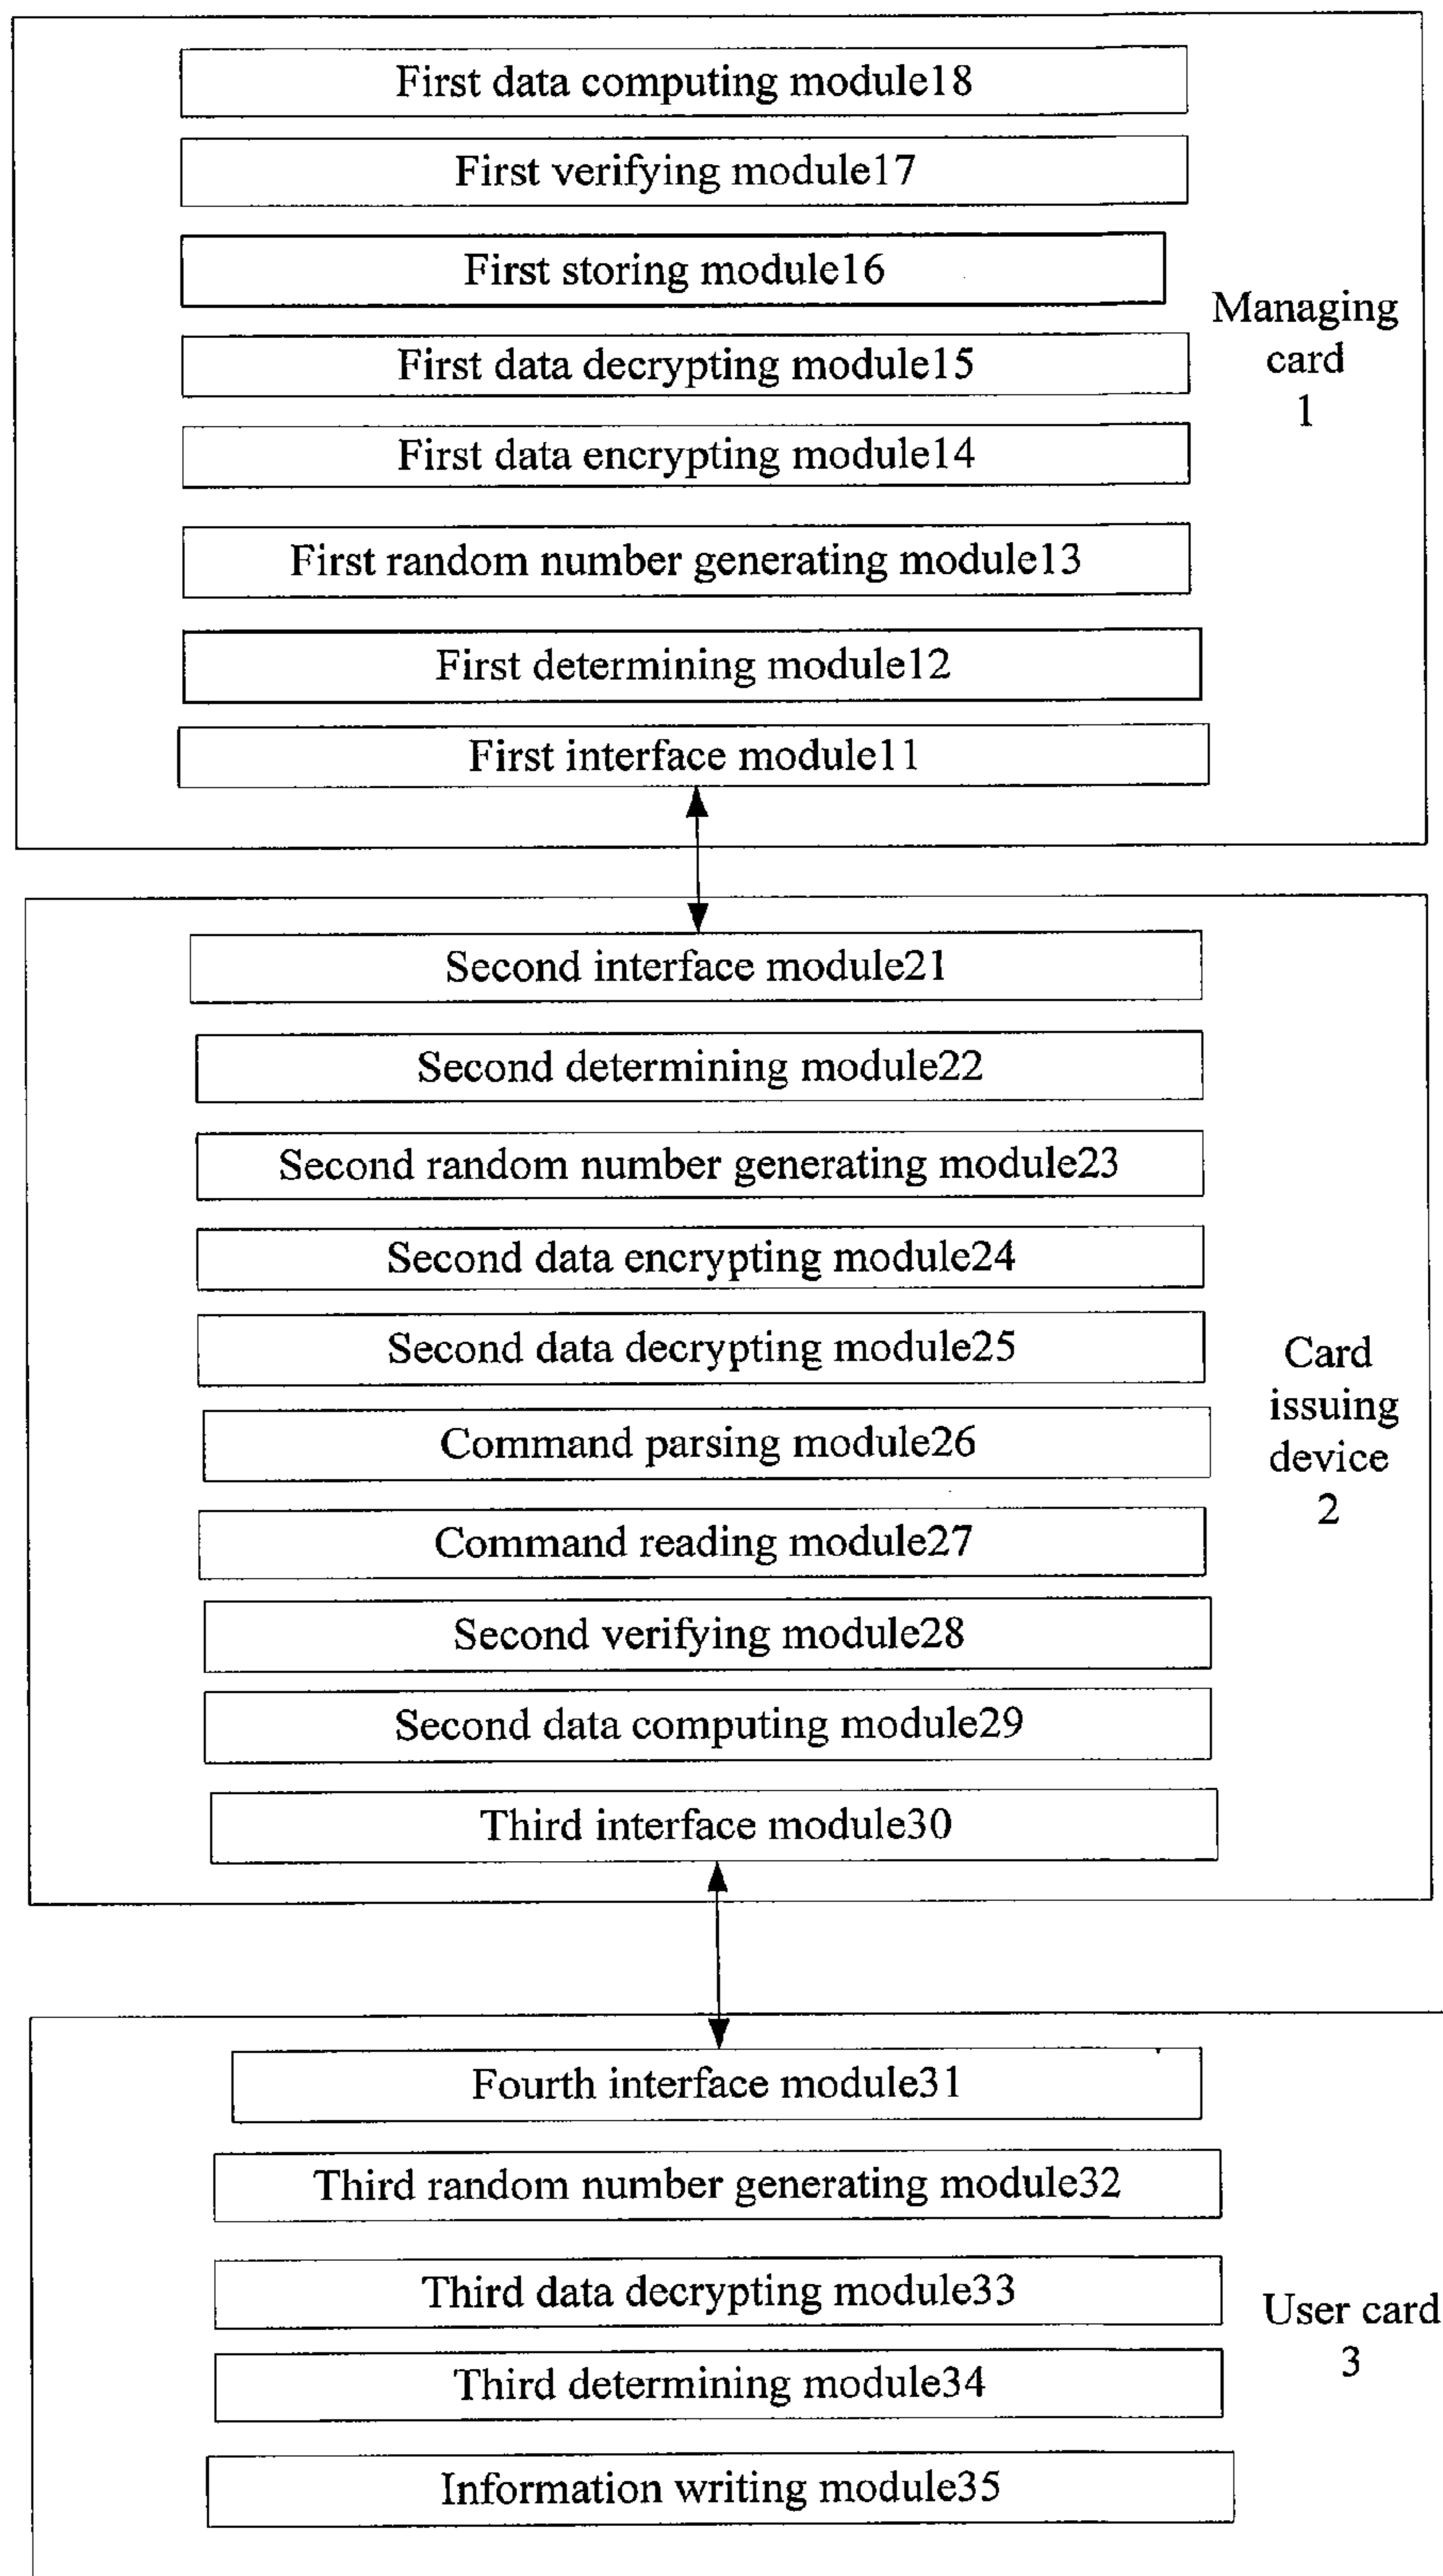 First data computing module18
First verifying module17
First storing module16
First data decrypting module15
First data encrypting module14
First random number generating module13
First determining module12
First interface module11
Managing
card
1
Second interface module21
Second determining module22
Second random number generating module23
Second data encrypting module24
Second data decrypting module25
Command parsing module26
Command reading module27
Second verifying module28
Second data computing module29
Third interface module30
Card
issuing
device
2
Fourth interface module31
Third random number generating module32
Third data decrypting module33
Third determining module34
Information writing module35
User card
3